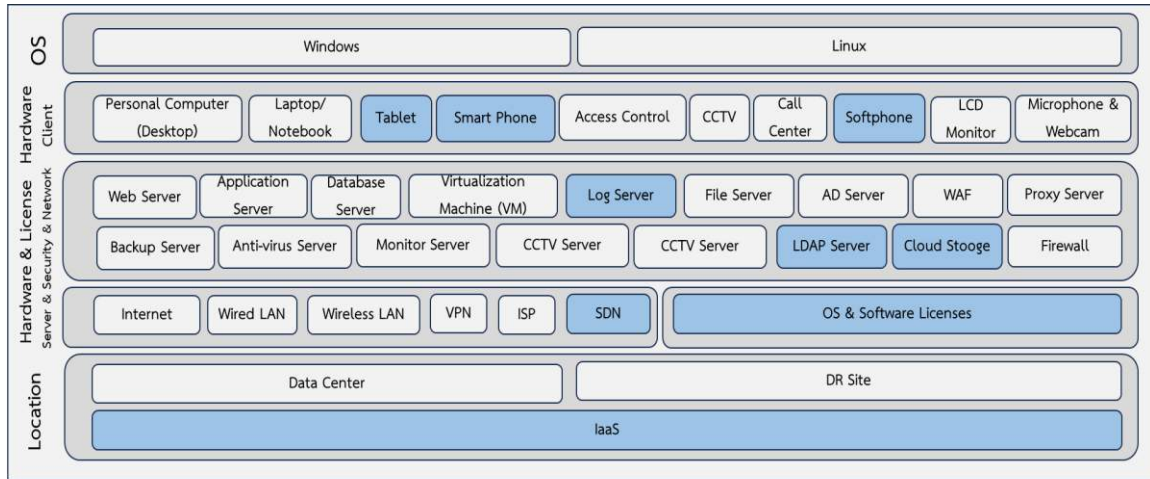 OS
Windows
Linux
Hardware
Client
Personal Computer
(Desktop)
Laptop/
Notebook
Tablet
Smart Phone
Access Control
CCTV
Call
Center
Softphone
LCD
Monitor
Microphone &
Webcam
Hardware & License
Server & Security & Network
Web Server
Application
Server
Database
Server
Virtualization
Machine (VM)
Log Server
File Server
AD Server
WAF
Proxy Server
Backup Server
Anti-virus Server
Monitor Server
CCTV Server
CCTV Server
LDAP Server
Cloud Stooge
Firewall
Internet
Wired LAN
Wireless LAN
VPN
ISP
SDN
OS & Software Licenses
Location
Data Center
DR Site
IaaS